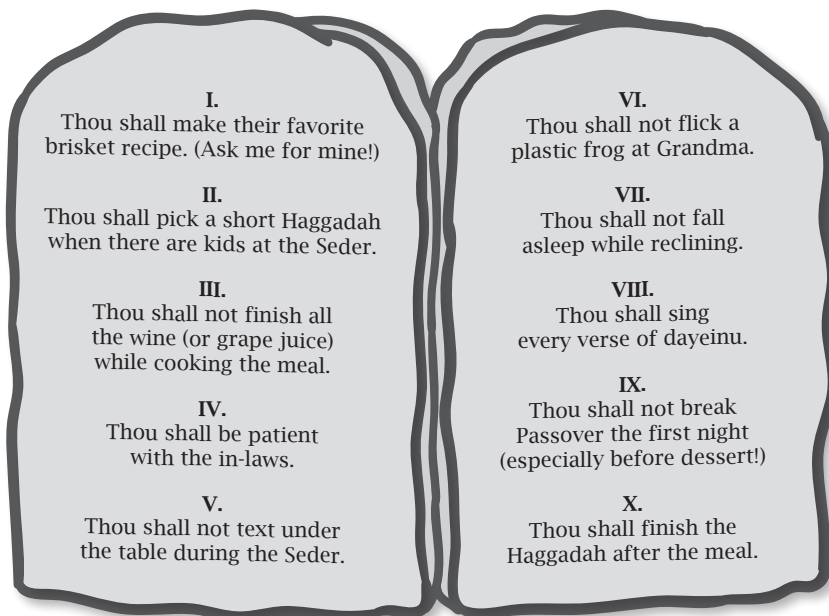 I.
Thou shall make their favorite
brisket recipe. (Ask me for mine!)
II.
Thou shall pick a short Haggadah
when there are kids at the Seder.
III.
Thou shall not finish all
the wine (or grape juice)
while cooking the meal.
IV.
Thou shall be patient
with the in-laws.
V.
Thou shall not text under
the table during the Seder.
VI.
Thou shall not flick a
plastic frog at Grandma.
VII.
Thou shall not fall
asleep while reclining.
VIII.
Thou shall sing
every verse of dayeinu.
IX.
Thou shall not break
Passover the first night
(especially before dessert!)
X.
Thou shall finish the
Haggadah after the meal.